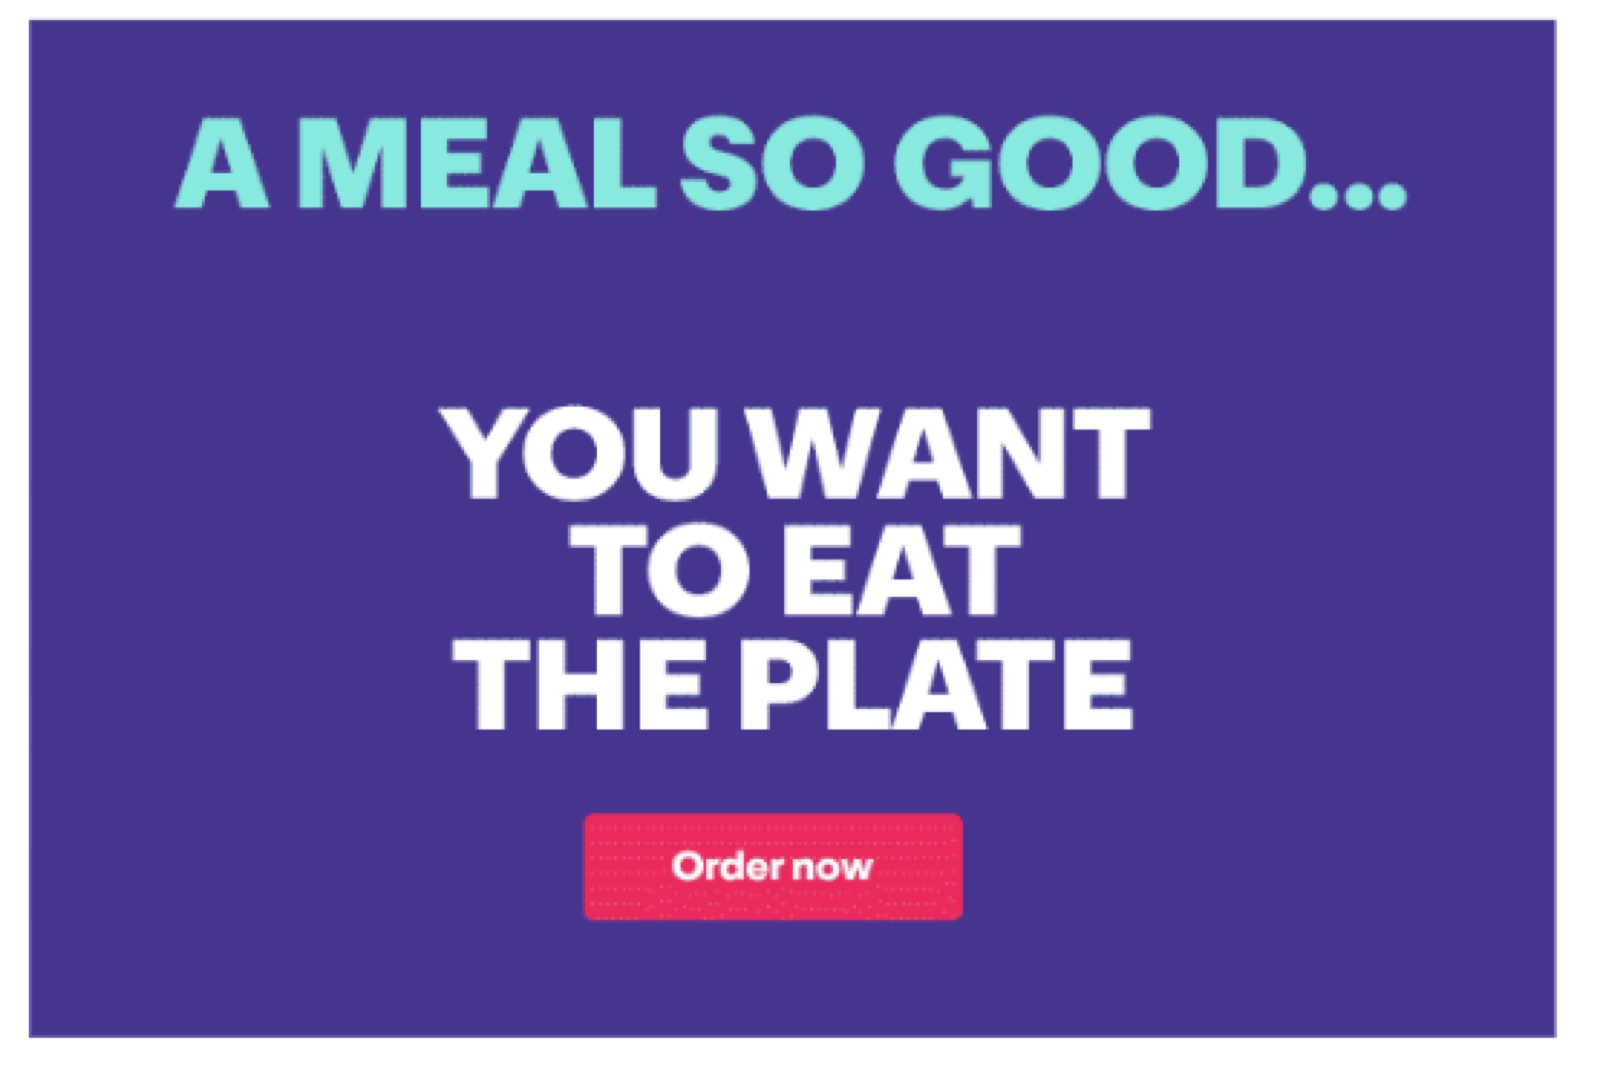 A MEAL SO GOOD...
YOU WANT
TO EAT
THE PLATE
Order now